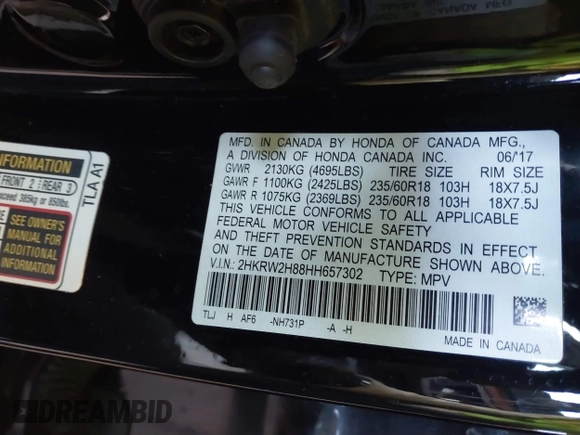 MFD. IN CANADA BY HONDA OF CANADA MFG.,
A DIVISION OF HONDA CANADA INC. 06/17
GVWR 2130KG (4695LBS) TIRE SIZE RIM SIZE
GAWR F 1100KG (2425LBS) 235/60R18 103H 18X7.5J
GAWR R 1075KG (2369LBS) 235/60R18 103H 18X7.5J
THIS VEHICLE CONFORMS TO ALL APPLICABLE
FEDERAL MOTOR VEHICLE SAFETY
AND THEFT PREVENTION STANDARDS IN EFFECT
ON THE DATE OF MANUFACTURE SHOWN ABOVE.
V.I.N.: 2HKRW2H88HH657302 TYPE: MPV
TLJ H AF6 -NH731P -A -H
MADE IN CANADA
INFORMATION
FRONT 2 REAR 3
exceed 385kg or 850lbs.
SEE OWNER'S
MANUAL FOR
ADDITIONAL
INFORMATION
TLA A1
DREAMBID